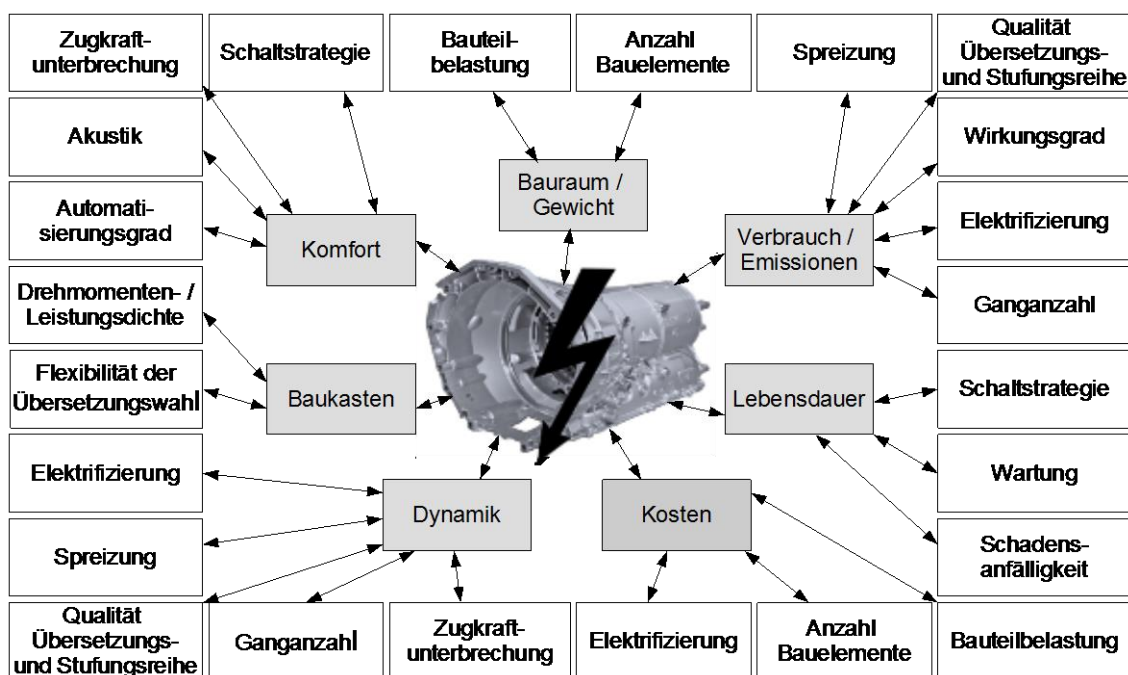 Zugkraft-
unterbrechung
Schaltstrategie
Bauteil-
belastung
Anzahl
Bauelemente
Spreizung
Qualität
Übersetzungs-
und Stufungsreihe
Akustik
Wirkungsgrad
Automati-
sierungsgrad
Bauraum /
Gewicht
Elektrifizierung
Komfort
Verbrauch /
Emissionen
Drehmomenten- /
Leistungsdichte
Ganganzahl
Flexibilität der
Übersetzungswahl
Baukasten
Lebensdauer
Schaltstrategie
Elektrifizierung
Wartung
Dynamik
Kosten
Spreizung
Schadens-
anfälligkeit
Qualität
Übersetzungs-
und Stufungsreihe
Ganganzahl
Zugkraft-
unterbrechung
Elektrifizierung
Anzahl
Bauelemente
Bauteilbelastung